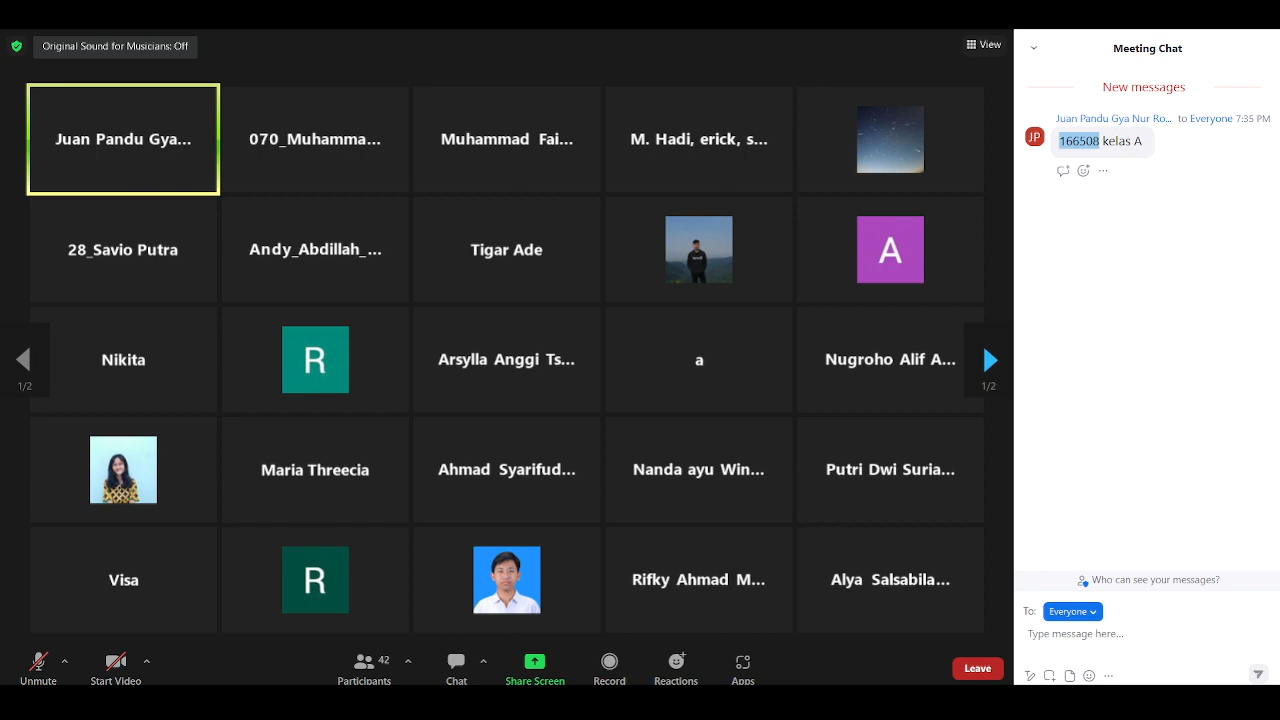 Original Sound for Musicians: Off
View
Juan Pandu Gya...
070_Muhamma...
Muhammad Fai...
M. Hadi, erick, s...
28_Savio Putra
Andy_Abdillah_...
Tigar Ade
A
Nikita
R
Arsylla Anggi Ts...
a
Nugroho Alif A...
1/2
1/2
Maria Threecia
Ahmad Syarifud...
Nanda ayu Win...
Putri Dwi Suria...
Visa
R
Rifky Ahmad M...
Alya Salsabila...
Unmute
Start Video
42
Participants
Chat
Share Screen
Record
Reactions
Apps
Leave
Meeting Chat
New messages
Juan Pandu Gya Nur Ro... to Everyone 7:35 PM
JP
166508 kelas A
Who can see your messages?
To: Everyone
Type message here...